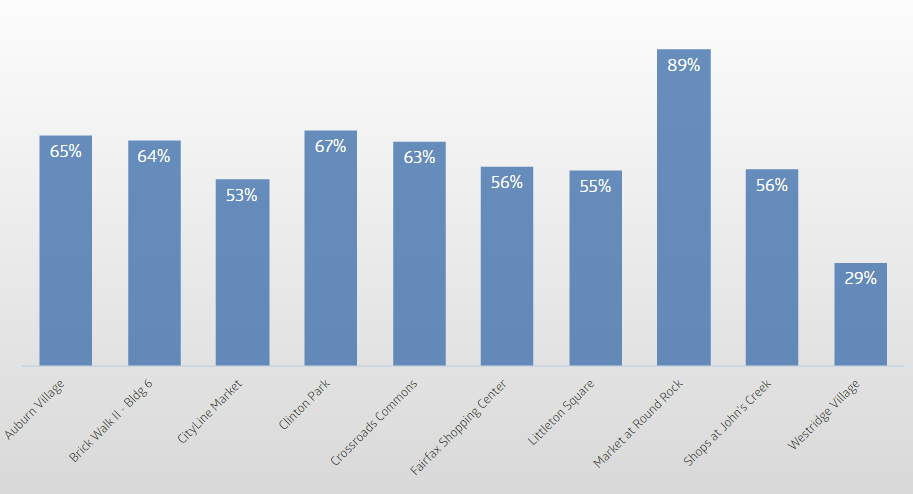 65%
64%
53%
67%
63%
56%
55%
89%
56%
29%
Auburn Village
Brick Walk II - Bldg 6
CityLine Market
Clinton Park
Crossroads Commons
Fairfax Shopping Center
Littleton Square
Market at Round Rock
Shops at John's Creek
Westridge Village